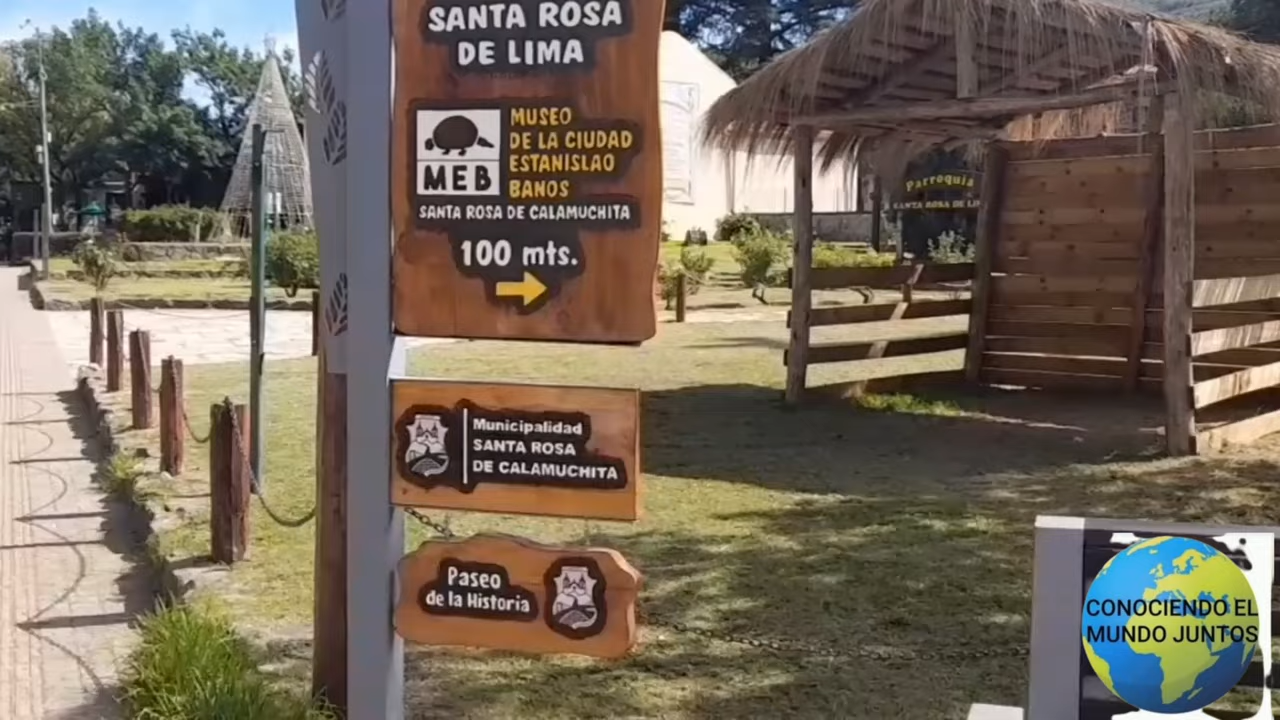 SANTA ROSA
DE LIMA
MUSEO
DE LA CIUDAD
ESTANISLAO
BANOS
MEB
SANTA ROSA DE CALAMUCHITA
100 mts.
Municipalidad
SANTA ROSA
DE CALAMUCHITA
Paseo
de la Historia
Parroquia
SANTA ROSA DE LIMA
CONOCIENDO EL
MUNDO JUNTOS